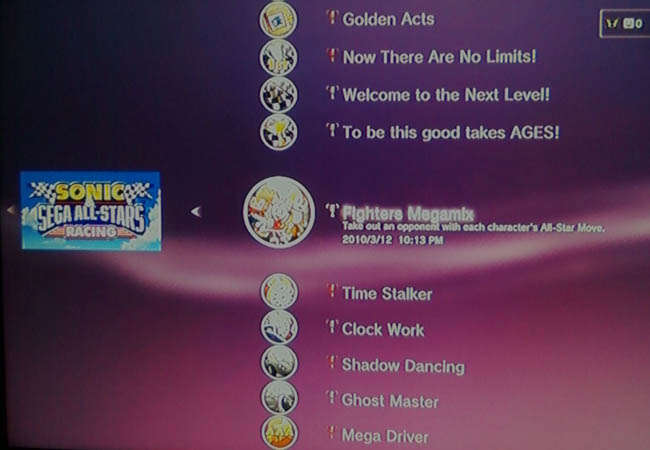 Golden Acts
0
Now There Are No Limits!
Welcome to the Next Level!
To be this good takes AGES!
SONIC
& SEGA ALL-STARS
RACING
Fighters Megamix
Take out an opponent with each character's All-Star Move.
2010/3/12 10:13 PM
Time Stalker
Clock Work
Shadow Dancing
Ghost Master
Mega Driver